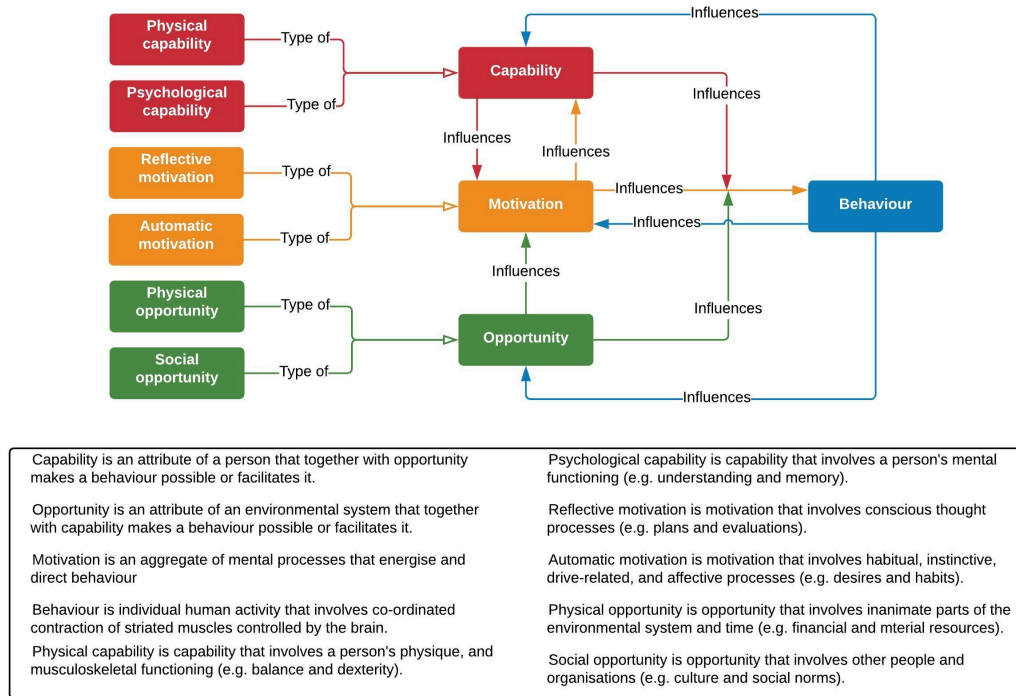 Physical
capability
Type of
Psychological
capability
Type of
Reflective
motivation
Type of
Automatic
motivation
Type of
Physical
opportunity
Type of
Social
opportunity
Type of
Capability
Influences
Influences
Motivation
Influences
Opportunity
Influences
Influences
Influences
Influences
Influences
Influences
Behaviour
Capability is an attribute of a person that together with opportunity
makes a behaviour possible or facilitates it.
Opportunity is an attribute of an environmental system that together
with capability makes a behaviour possible or facilitates it.
Motivation is an aggregate of mental processes that energise and
direct behaviour
Behaviour is individual human activity that involves co-ordinated
contraction of striated muscles controlled by the brain.
Physical capability is capability that involves a person's physique, and
musculoskeletal functioning (e.g. balance and dexterity).
Psychological capability is capability that involves a person's mental
functioning (e.g. understanding and memory).
Reflective motivation is motivation that involves conscious thought
processes (e.g. plans and evaluations).
Automatic motivation is motivation that involves habitual, instinctive,
drive-related, and affective processes (e.g. desires and habits).
Physical opportunity is opportunity that involves inanimate parts of the
environmental system and time (e.g. financial and mterial resources).
Social opportunity is opportunity that involves other people and
organisations (e.g. culture and social norms).